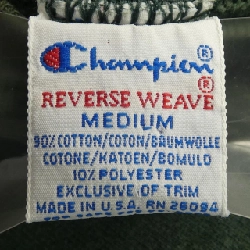 Champion®
REVERSE WEAVE®
MEDIUM
90% COTTON/COTON/BAUMWOLLE
COTONE/KATOEN/BOMULD
10% POLYESTER
EXCLUSIVE OF TRIM
MADE IN U.S.A. RN 26094